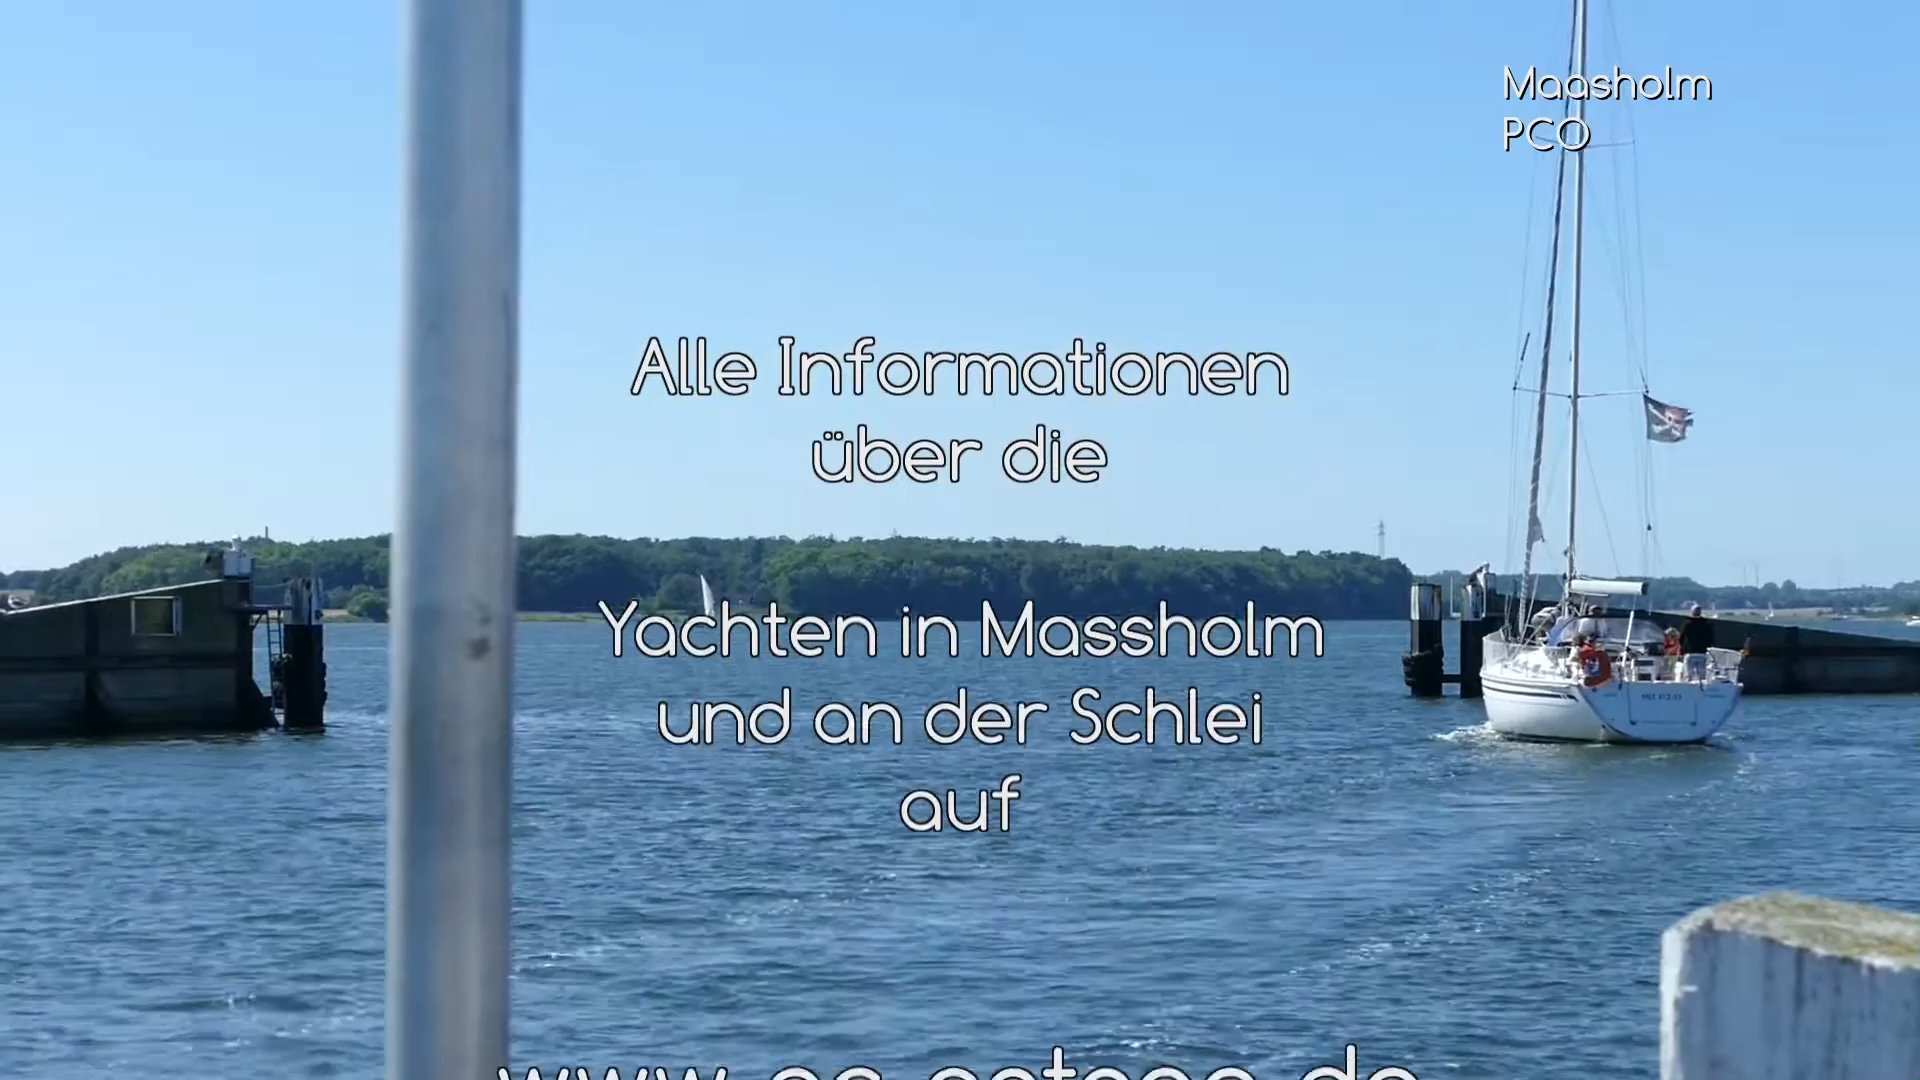 Maasholm
PCO
Alle Informationen
über die
Yachten in Massholm
und an der Schlei
auf